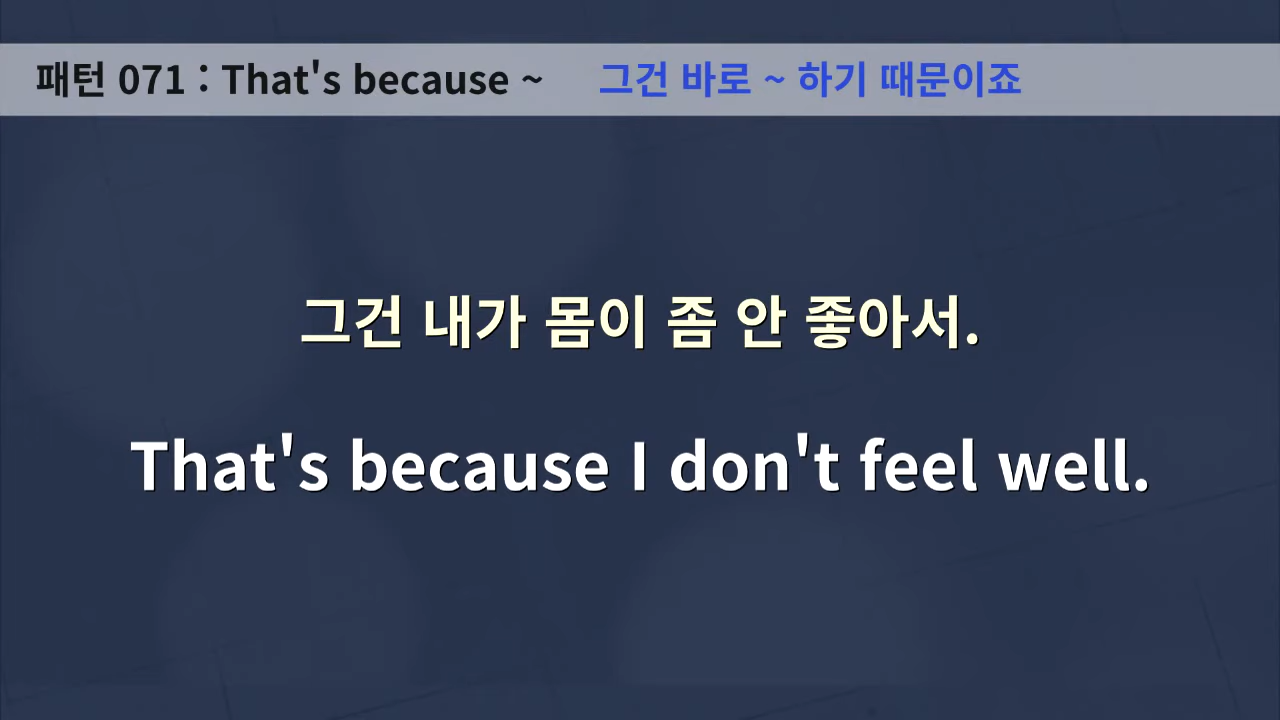 패턴 071 : That's because ~ 그건 바로 ~ 하기 때문이죠
그건 내가 몸이 좀 안 좋아서.
That's because I don't feel well.